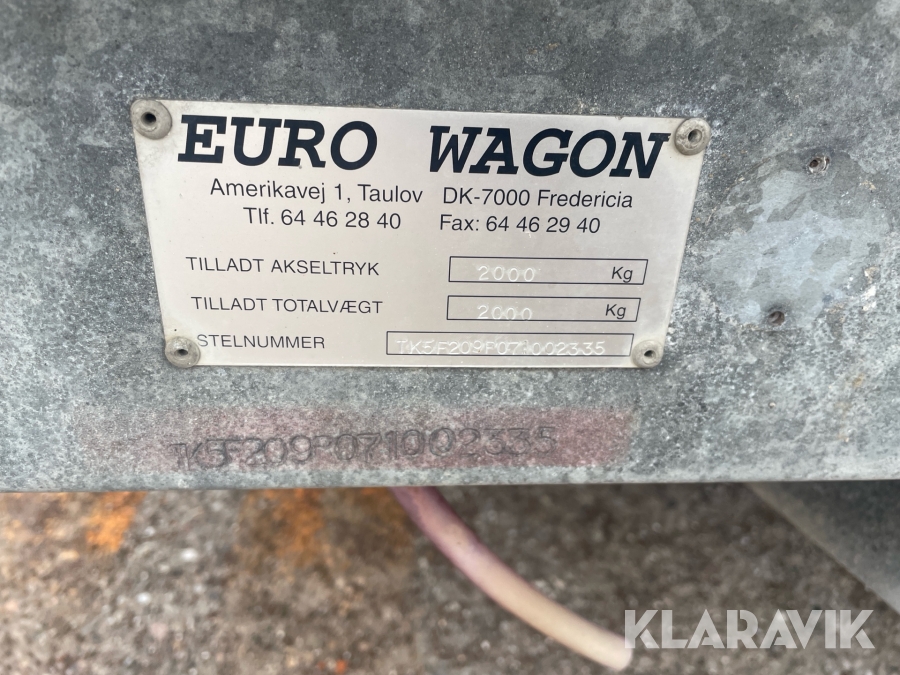 EURO WAGON
Amerikavej 1, Taulov DK-7000 Fredericia
Tlf. 64 46 28 40 Fax: 64 46 29 40
TILLADT AKSELTRYK 2000 Kg
TILLADT TOTALVÆGT 2000 Kg
STELNUMMER TK5F209P071002335
TK5F209P071002335
KLARAVIK